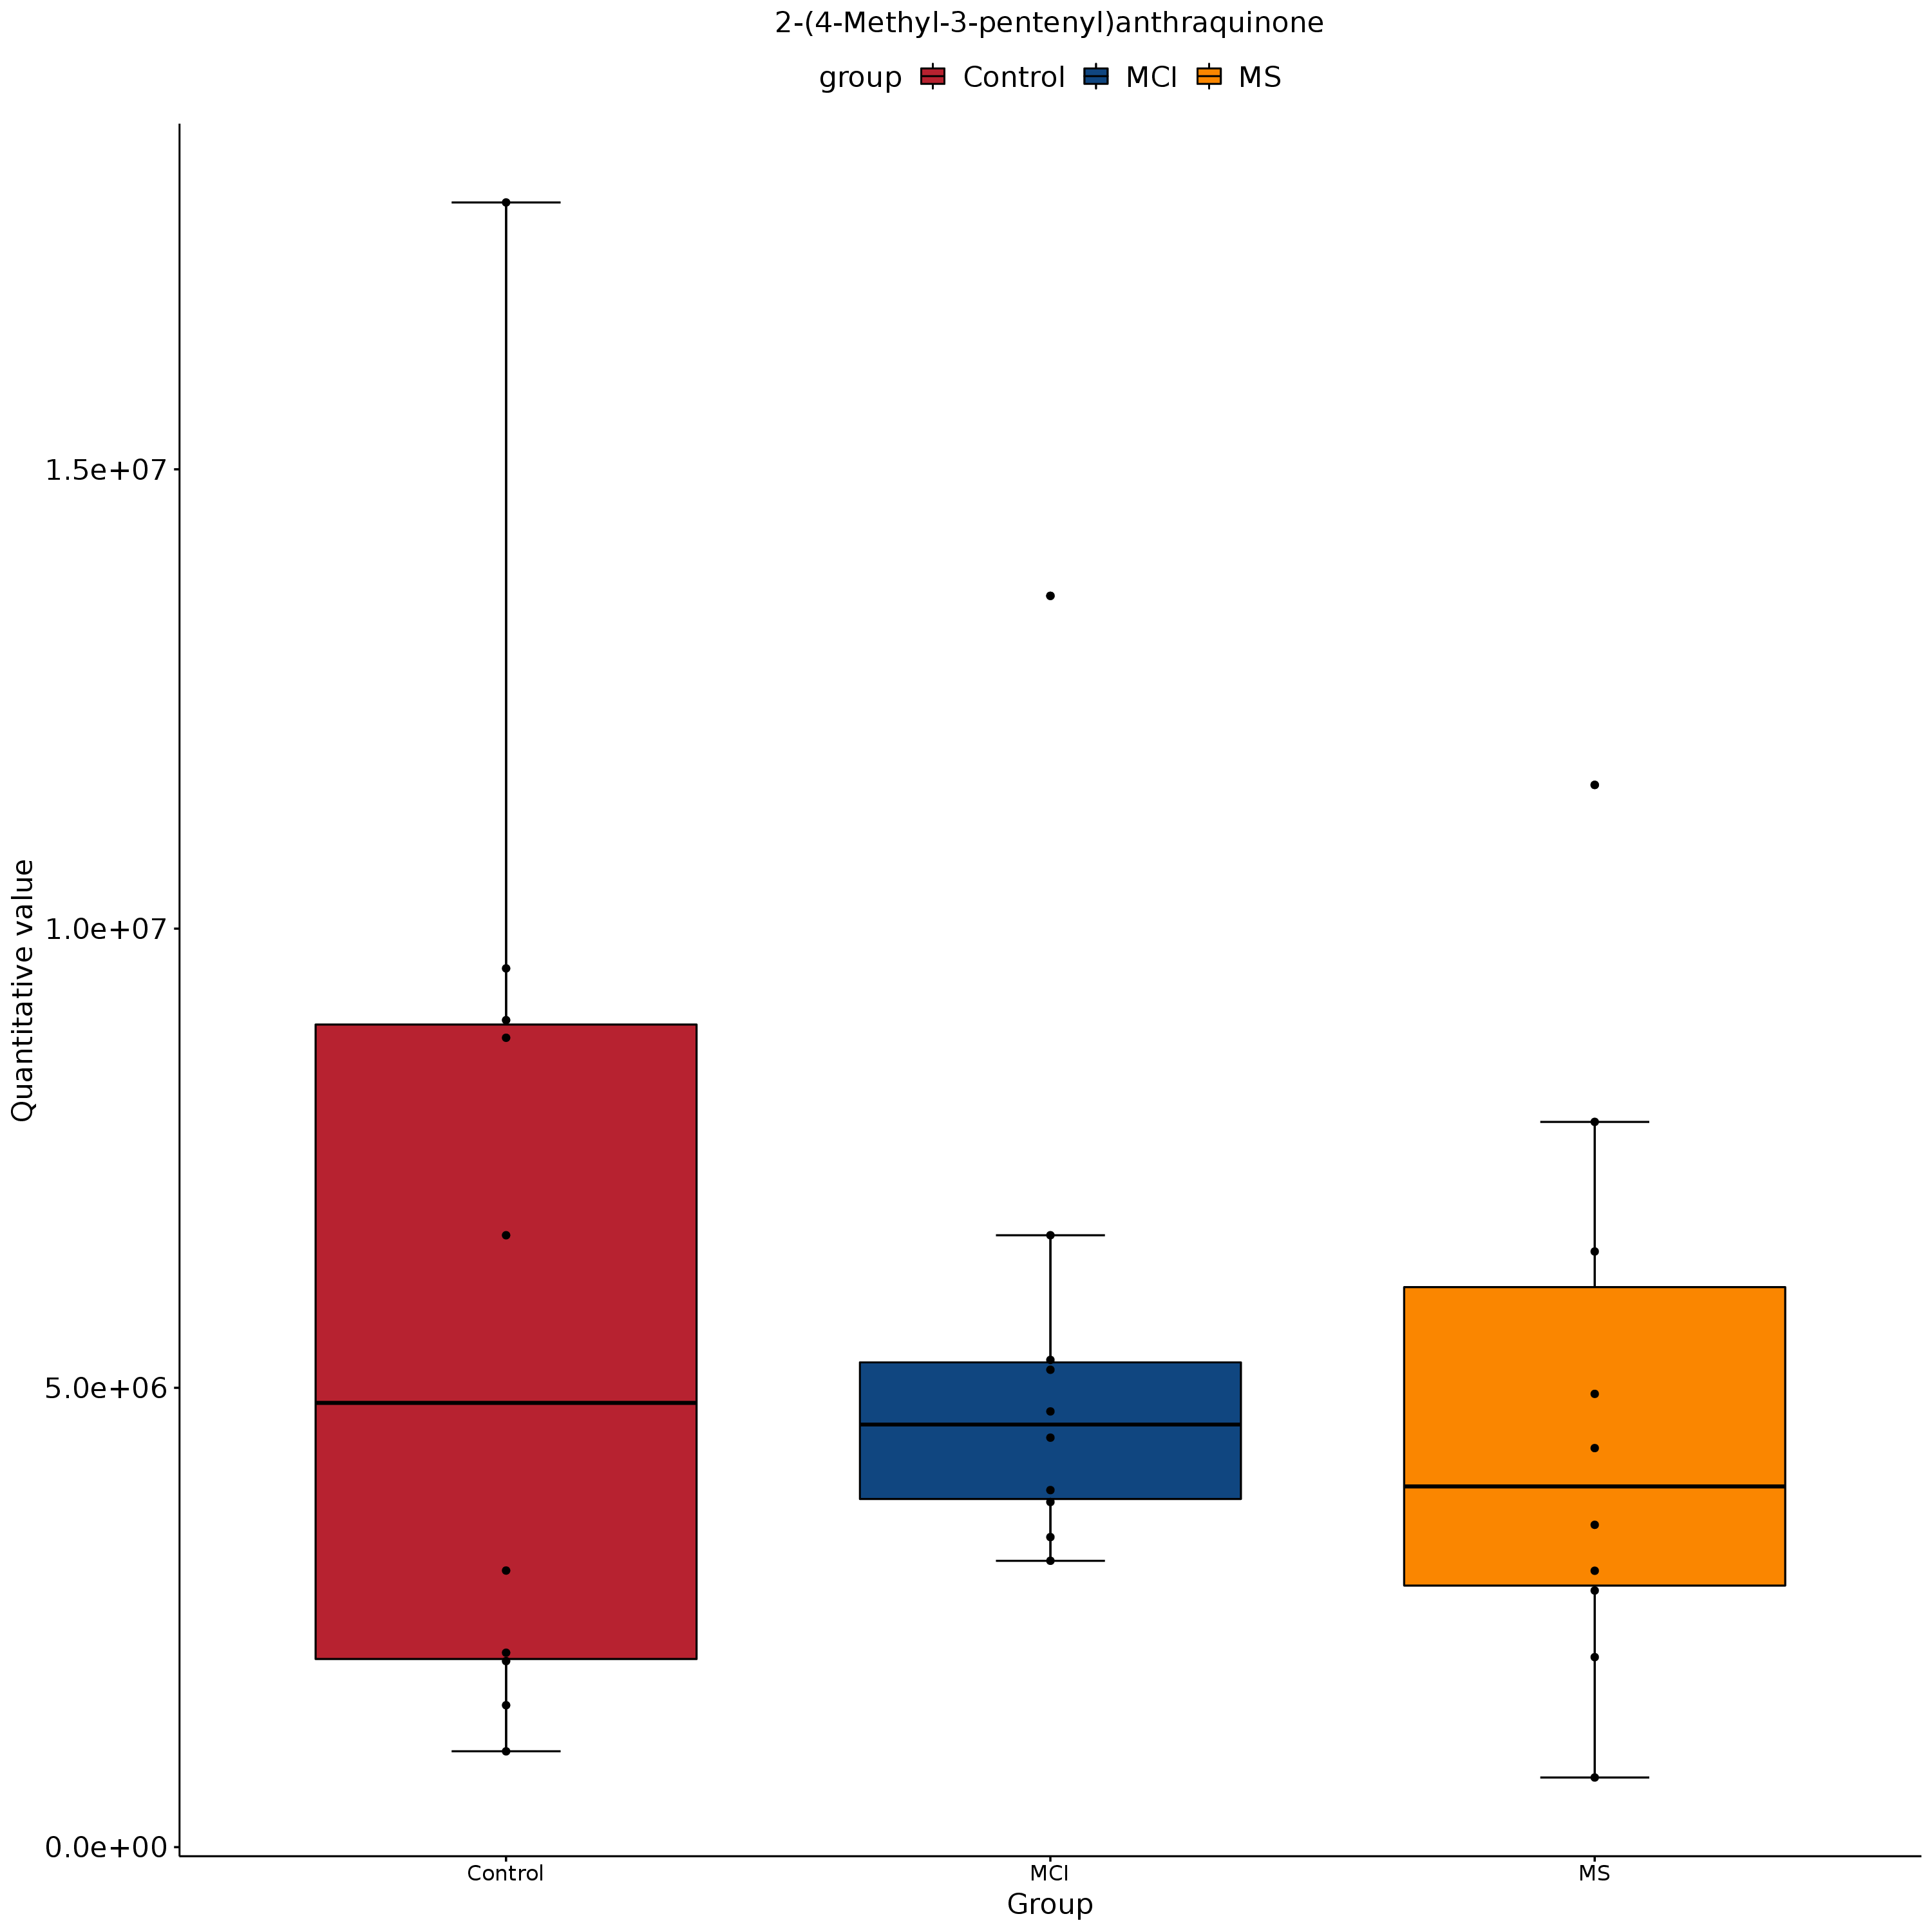 2-(4-Methyl-3-pentenyl)anthraquinone
group Control MCI MS
Quantitative value
1.5e+07
1.0e+07
5.0e+06
0.0e+00
Control MCI MS
Group